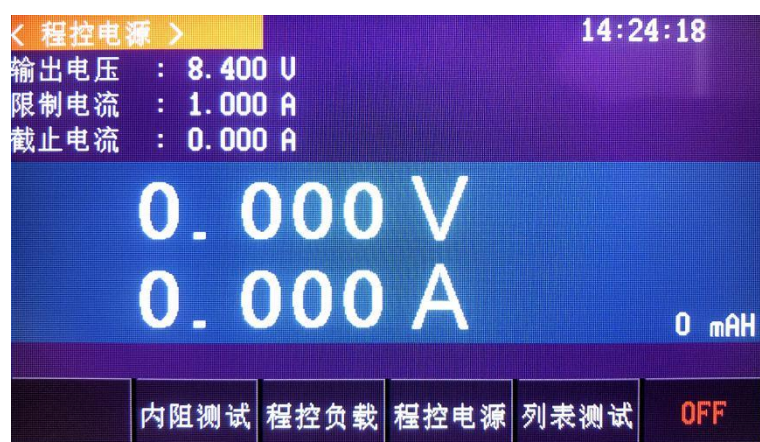 < 程控电源 > 14:24:18
输出电压 : 8.400 V
限制电流 : 1.000 A
截止电流 : 0.000 A
0.000 V
0.000 A 0 mAH
内阻测试 程控负载 程控电源 列表测试 OFF